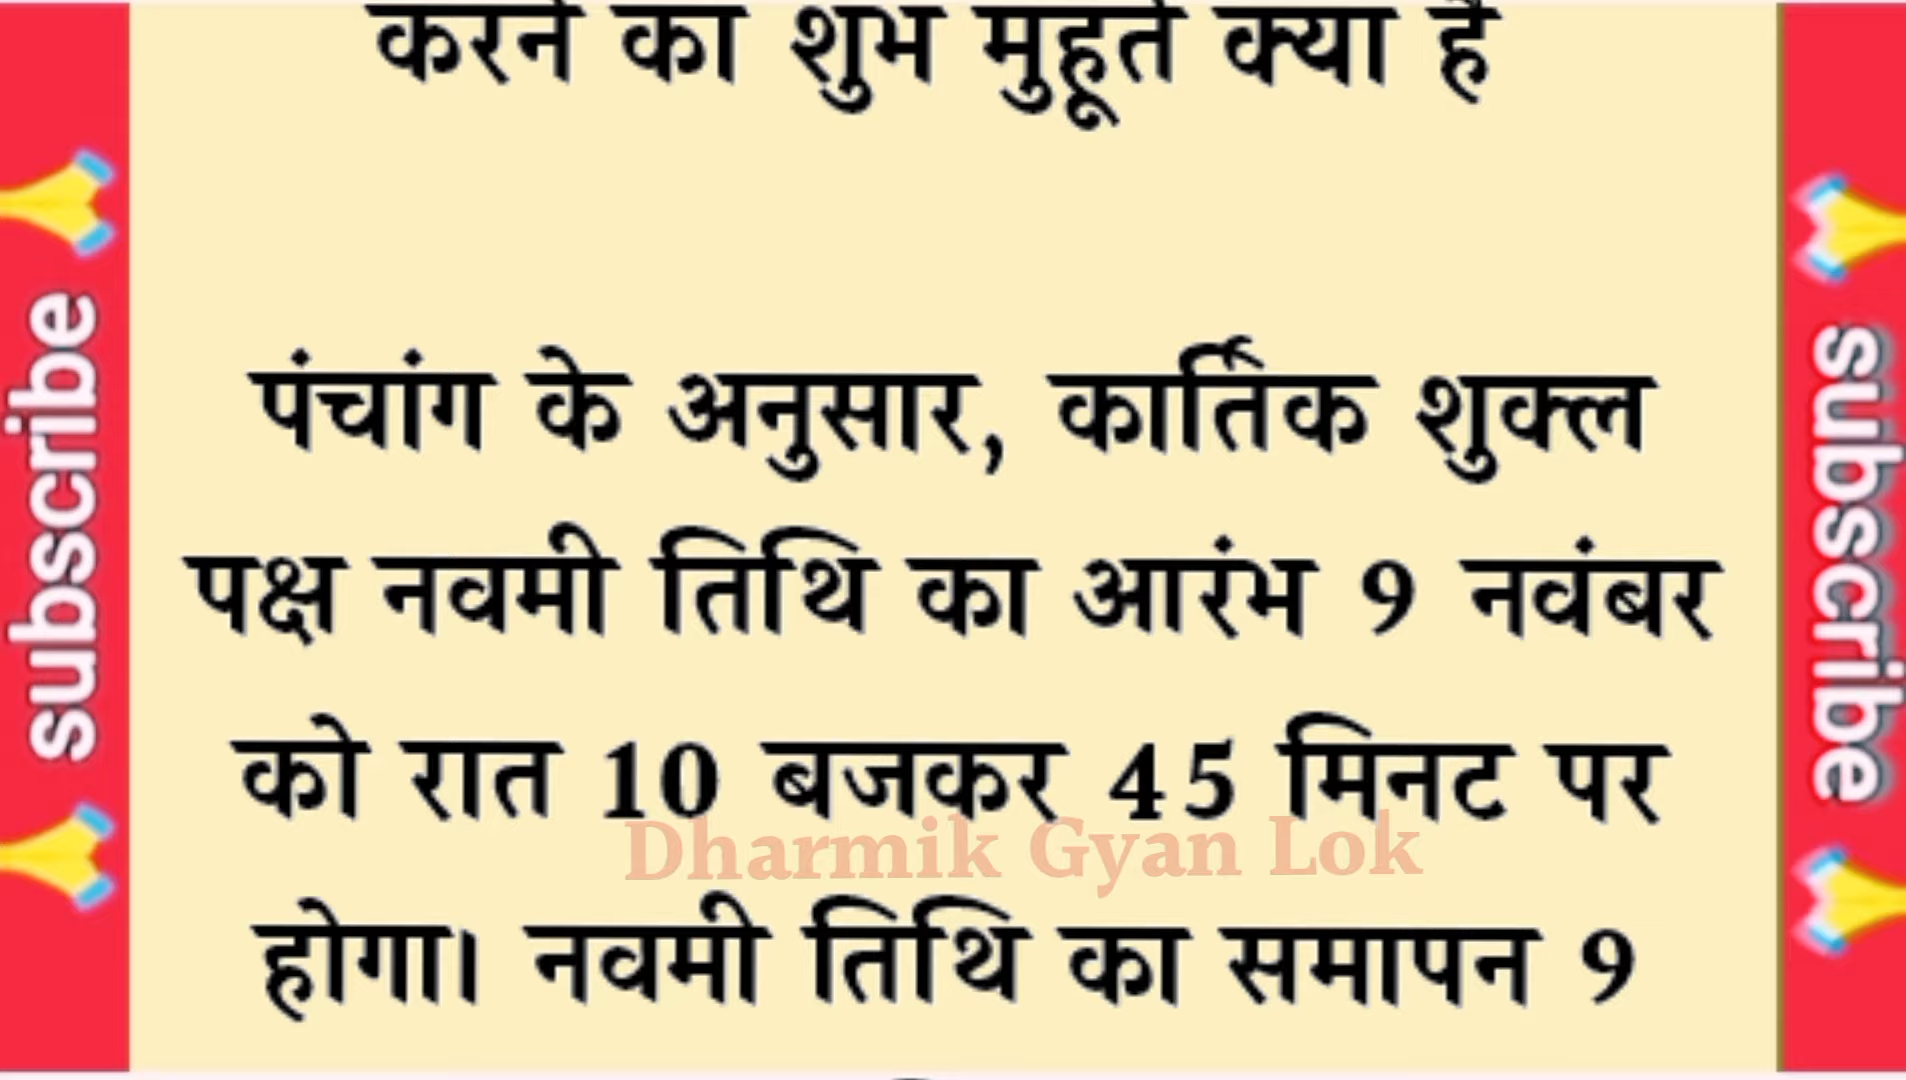 subscribe
करने का शुभ मुहूर्त क्या है
पंचांग के अनुसार, कार्तिक शुक्ल
पक्ष नवमी तिथि का आरंभ 9 नवंबर
को रात 10 बजकर 45 मिनट पर
Dharmik Gyan Lok
होगा। नवमी तिथि का समापन 9
subscribe